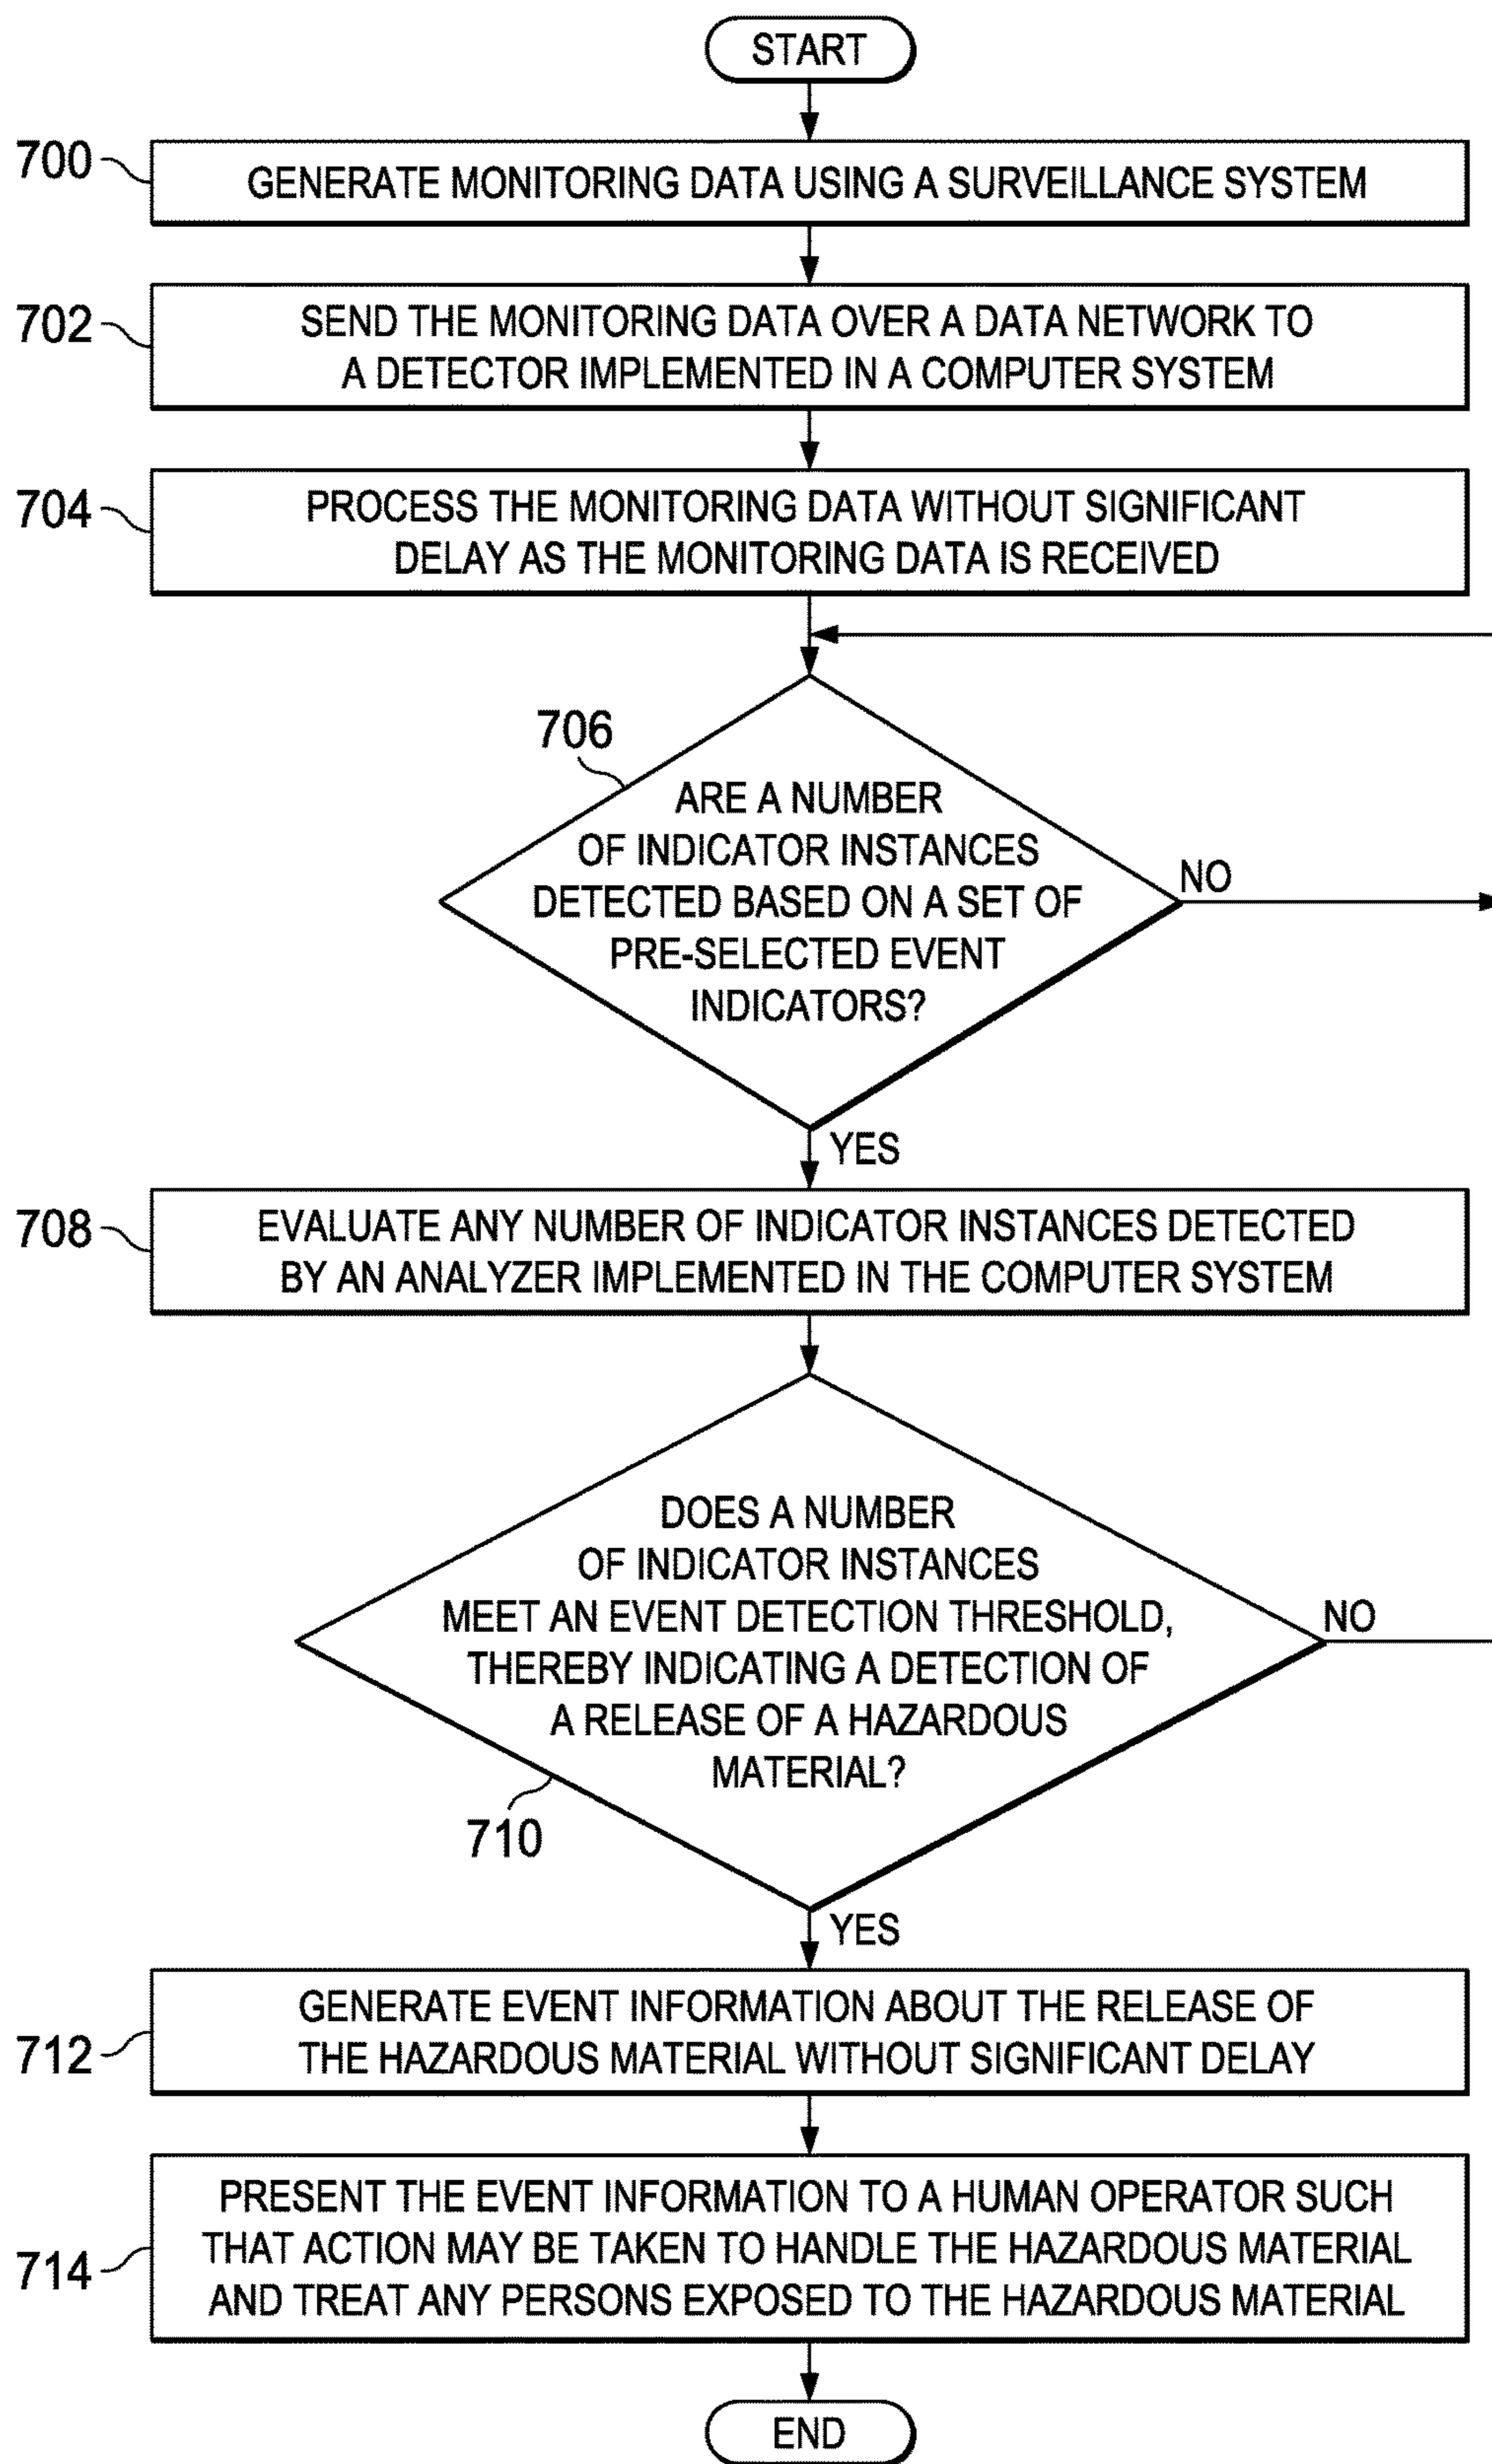 START
700
GENERATE MONITORING DATA USING A SURVEILLANCE SYSTEM
702
SEND THE MONITORING DATA OVER A DATA NETWORK TO
A DETECTOR IMPLEMENTED IN A COMPUTER SYSTEM
704
PROCESS THE MONITORING DATA WITHOUT SIGNIFICANT
DELAY AS THE MONITORING DATA IS RECEIVED
706
ARE A NUMBER
OF INDICATOR INSTANCES
DETECTED BASED ON A SET OF
PRE-SELECTED EVENT
INDICATORS?
NO
YES
708
EVALUATE ANY NUMBER OF INDICATOR INSTANCES DETECTED
BY AN ANALYZER IMPLEMENTED IN THE COMPUTER SYSTEM
DOES A NUMBER
OF INDICATOR INSTANCES
MEET AN EVENT DETECTION THRESHOLD,
THEREBY INDICATING A DETECTION OF
A RELEASE OF A HAZARDOUS
MATERIAL?
NO
710
YES
712
GENERATE EVENT INFORMATION ABOUT THE RELEASE OF
THE HAZARDOUS MATERIAL WITHOUT SIGNIFICANT DELAY
714
PRESENT THE EVENT INFORMATION TO A HUMAN OPERATOR SUCH
THAT ACTION MAY BE TAKEN TO HANDLE THE HAZARDOUS MATERIAL
AND TREAT ANY PERSONS EXPOSED TO THE HAZARDOUS MATERIAL
END